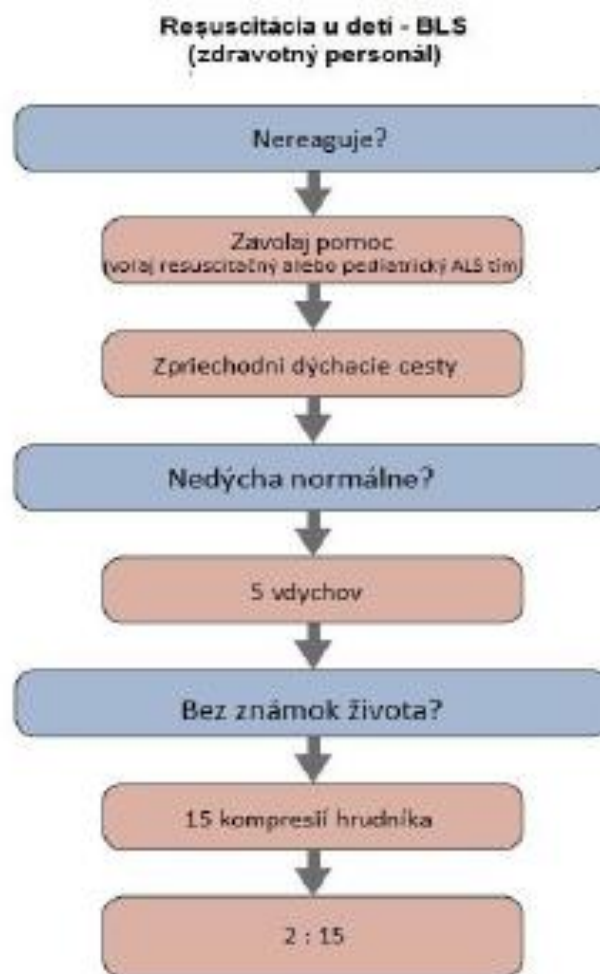 Resuscitácia u detí - BLS
(zdravotný personál)
Nereaguje?
Zavolaj pomoc
(volaj resuscitačný alebo pediatrický ALS tím)
Zpriechodni dýchacie cesty
Nedýcha normálne?
5 vdychov
Bez známok života?
15 kompresií hrudníka
2 : 15